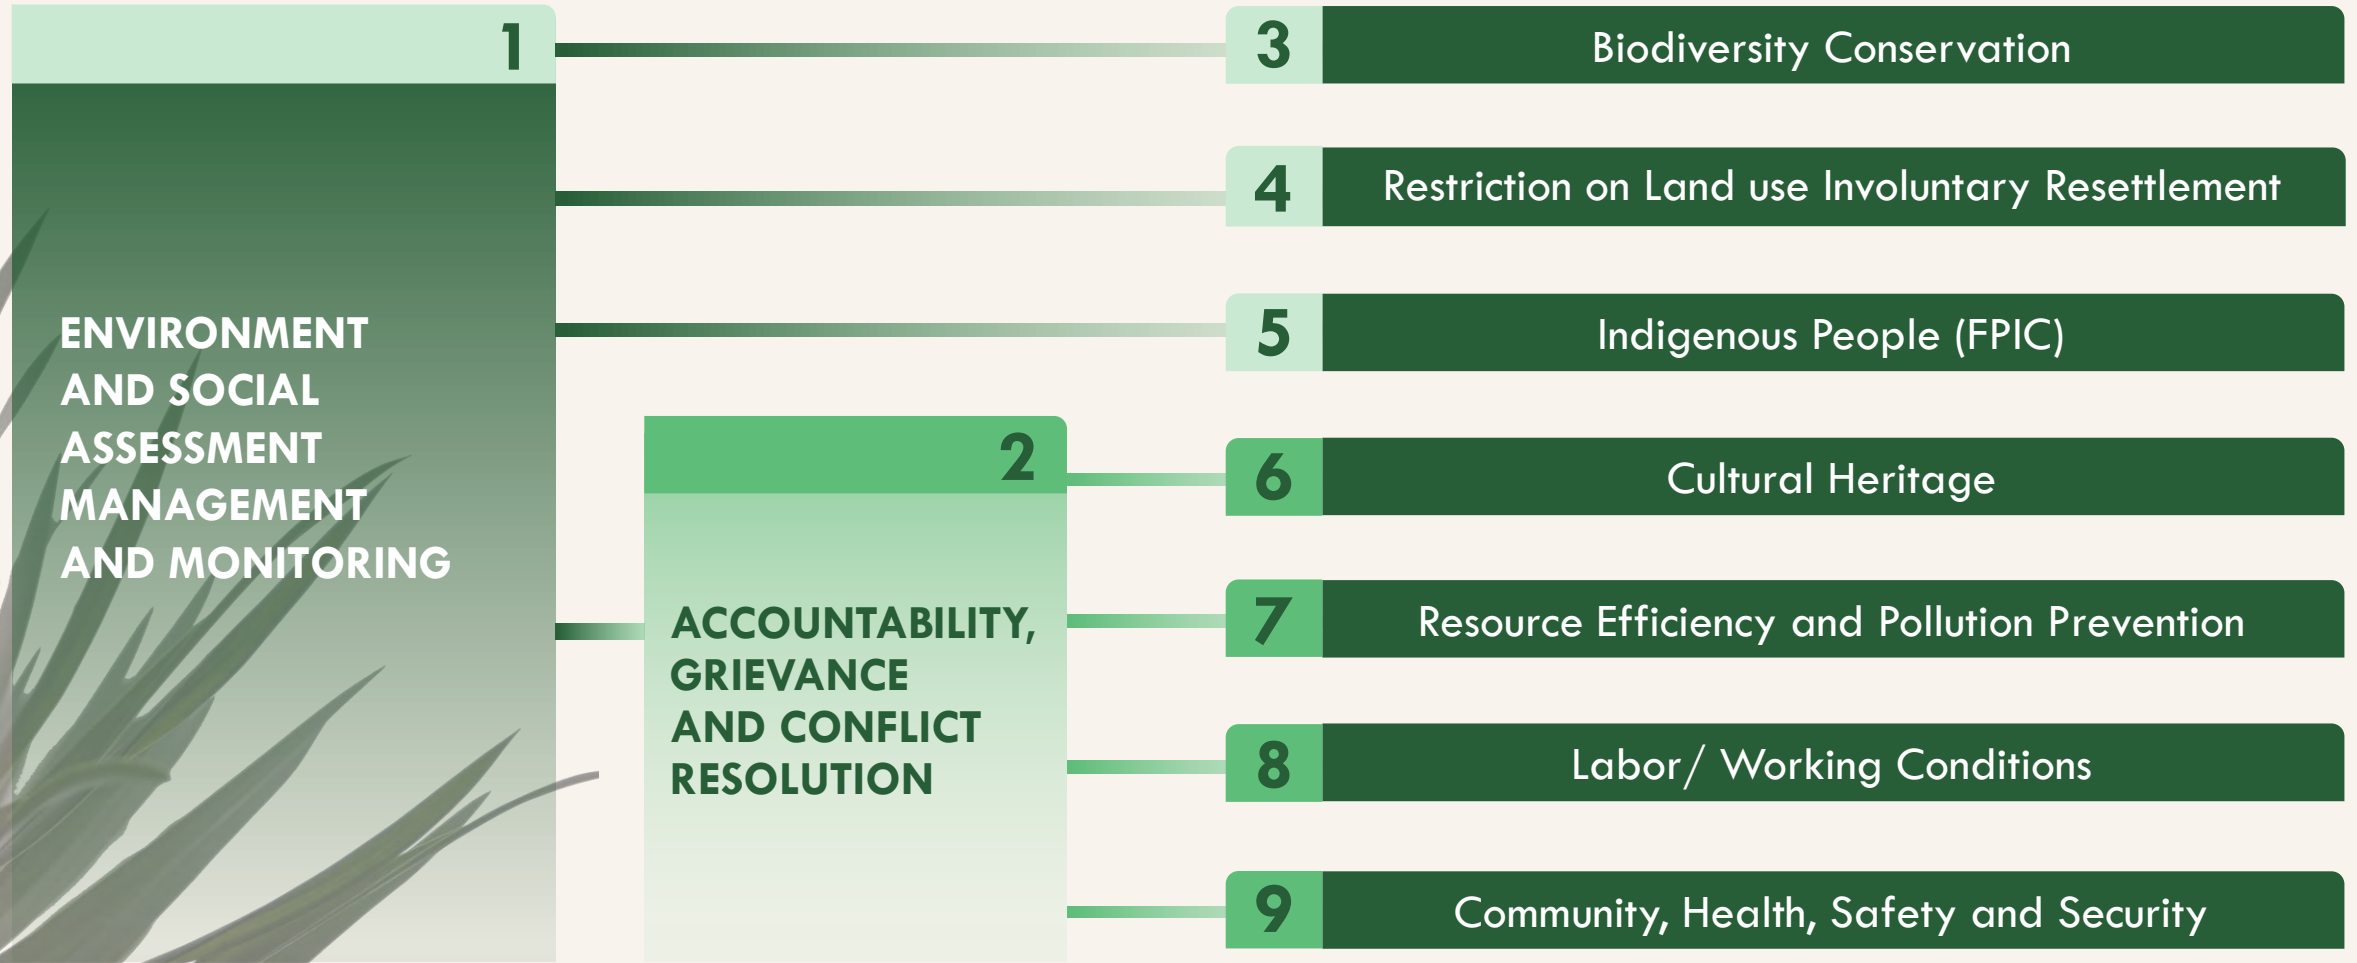 1
ENVIRONMENT
AND SOCIAL
ASSESSMENT
MANAGEMENT
AND MONITORING
2
ACCOUNTABILITY,
GRIEVANCE
AND CONFLICT
RESOLUTION
3 Biodiversity Conservation
4 Restriction on Land use Involuntary Resettlement
5 Indigenous People (FPIC)
6 Cultural Heritage
7 Resource Efficiency and Pollution Prevention
8 Labor/ Working Conditions
9 Community, Health, Safety and Security